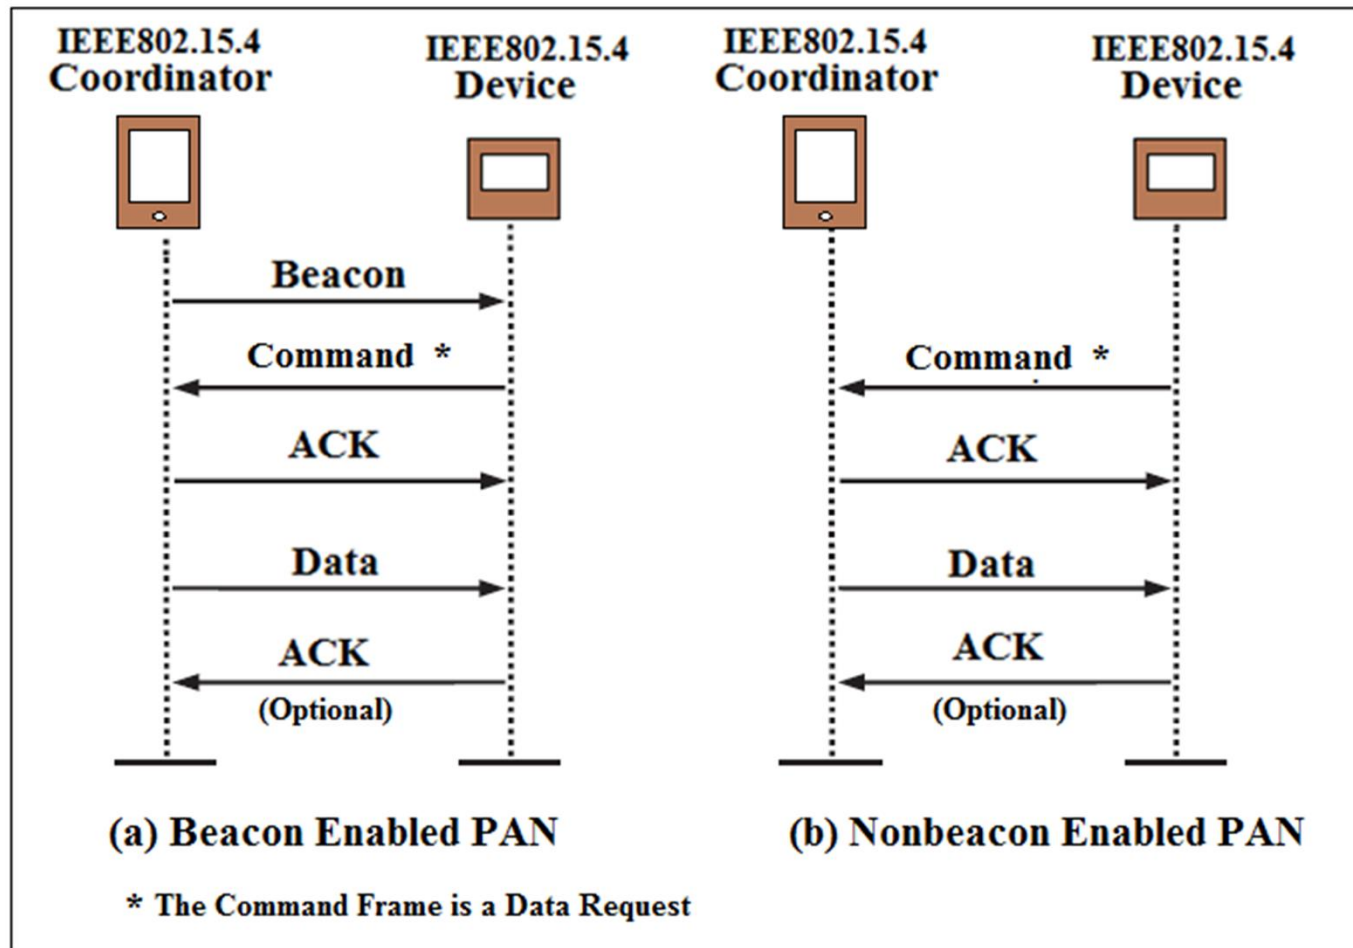 IEEE802.15.4
Coordinator
IEEE802.15.4
Device
Beacon
Command *
ACK
Data
ACK
(Optional)
(a) Beacon Enabled PAN
IEEE802.15.4
Coordinator
IEEE802.15.4
Device
Command *
ACK
Data
ACK
(Optional)
(b) Nonbeacon Enabled PAN
* The Command Frame is a Data Request